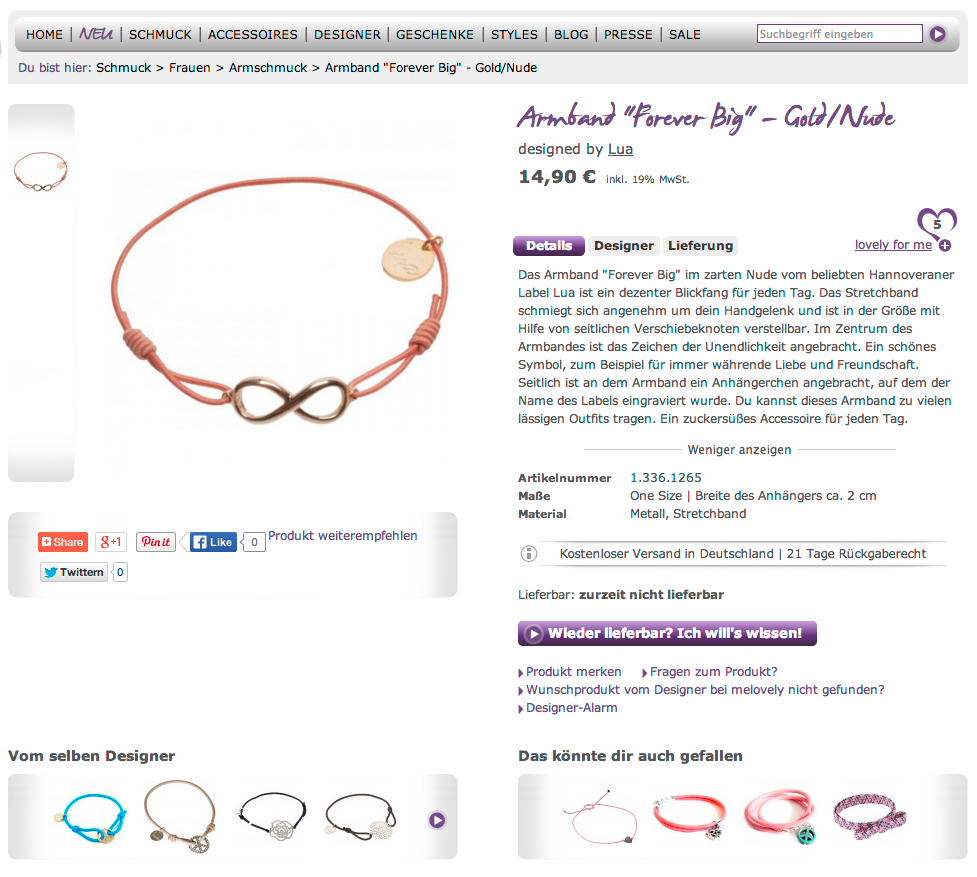 HOME | NEU | SCHMUCK | ACCESSOIRES | DESIGNER | GESCHENKE | STYLES | BLOG | PRESSE | SALE
Suchbegriff eingeben
Du bist hier: Schmuck > Frauen > Armschmuck > Armband "Forever Big" - Gold/Nude
Armband "Forever Big" – Gold/Nude
designed by Lua
14,90 € inkl. 19% MwSt.
5
lovely for me
Details Designer Lieferung
Das Armband "Forever Big" im zarten Nude vom beliebten Hannoveraner
Label Lua ist ein dezenter Blickfang für jeden Tag. Das Stretchband
schmiegt sich angenehm um dein Handgelenk und ist in der Größe mit
Hilfe von seitlichen Verschiebeknoten verstellbar. Im Zentrum des
Armbandes ist das Zeichen der Unendlichkeit angebracht. Ein schönes
Symbol, zum Beispiel für immer währende Liebe und Freundschaft.
Seitlich ist an dem Armband ein Anhängerchen angebracht, auf dem der
Name des Labels eingraviert wurde. Du kannst dieses Armband zu vielen
lässigen Outfits tragen. Ein zuckersüßes Accessoire für jeden Tag.
Weniger anzeigen
Artikelnummer 1.336.1265
Maße One Size | Breite des Anhängers ca. 2 cm
Material Metall, Stretchband
Kostenloser Versand in Deutschland | 21 Tage Rückgaberecht
Lieferbar: zurzeit nicht lieferbar
Wieder lieferbar? Ich will's wissen!
Produkt merken Fragen zum Produkt?
Wunschprodukt vom Designer bei melovely nicht gefunden?
Designer-Alarm
Share g+1 Pin it Like 0 Produkt weiterempfehlen
Twittern 0
Vom selben Designer
Das könnte dir auch gefallen